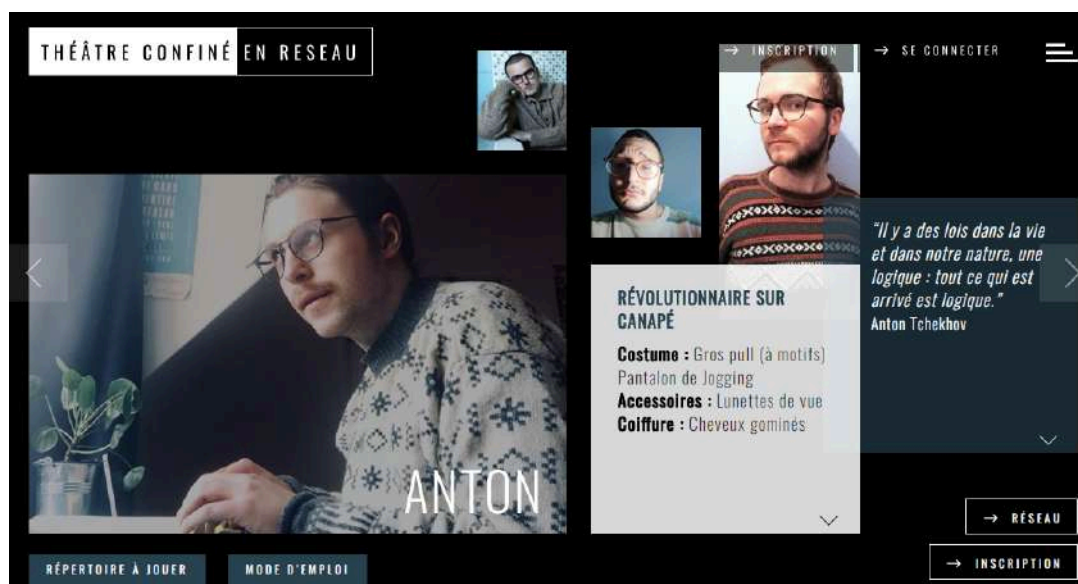 THÉÂTRE CONFINÉ EN RESEAU
→ INSCRIPTION
→ SE CONNECTER
ANTON
RÉVOLUTIONNAIRE SUR
CANAPÉ
Costume : Gros pull (à motifs)
Pantalon de Jogging
Accessoires : Lunettes de vue
Coiffure : Cheveux gominés
"Il y a des lois dans la vie
et dans notre nature, une
logique : tout ce qui est
arrivé est logique."
Anton Tchekhov
→ RÉSEAU
→ INSCRIPTION
RÉPERTOIRE À JOUER
MODE D'EMPLOI